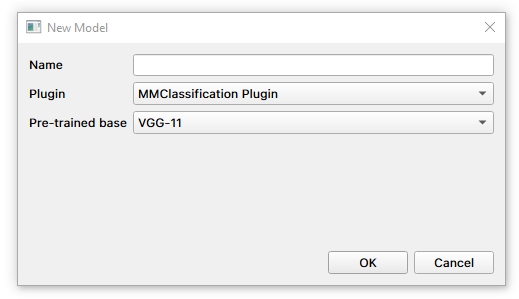 New Model
Name
Plugin MMClassification Plugin
Pre-trained base VGG-11
OK Cancel